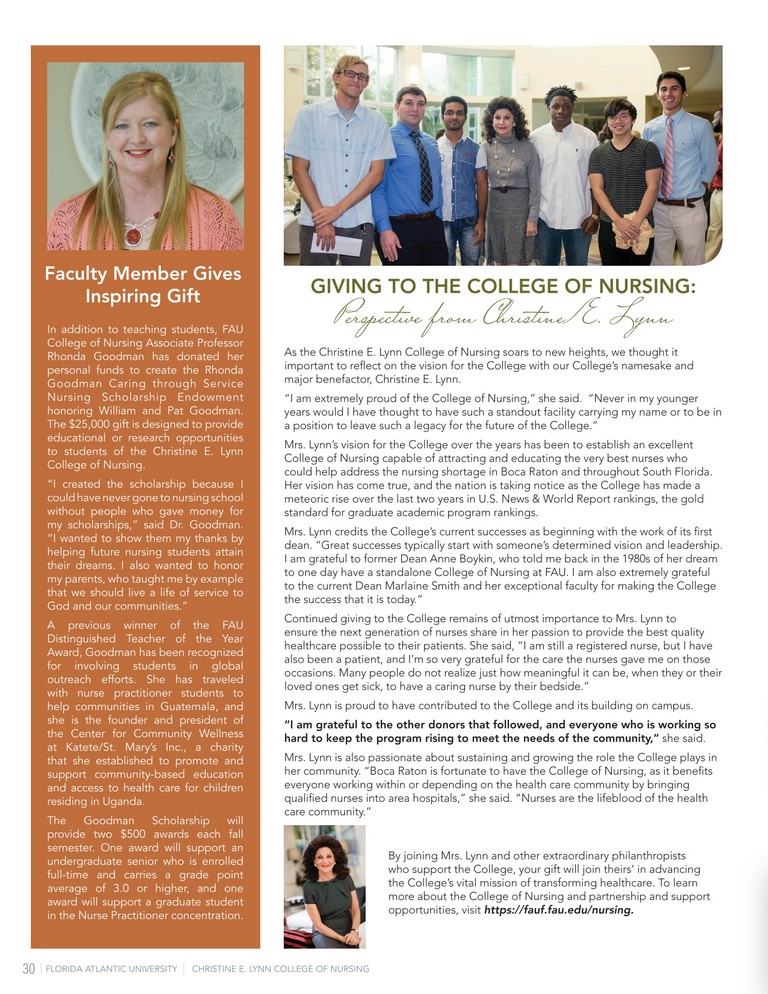 Faculty Member Gives
Inspiring Gift
In addition to teaching students, FAU
College of Nursing Associate Professor
Rhonda Goodman has donated her
personal funds to create the Rhonda
Goodman Caring through Service
Nursing Scholarship Endowment
honoring William and Pat Goodman.
The $25,000 gift is designed to provide
educational or research opportunities
to students of the Christine E. Lynn
College of Nursing.
“I created the scholarship because I
could have never gone to nursing school
without people who gave money for
my scholarships,” said Dr. Goodman.
“I wanted to show them my thanks by
helping future nursing students attain
their dreams. I also wanted to honor
my parents, who taught me by example
that we should live a life of service to
God and our communities.”
A previous winner of the FAU
Distinguished Teacher of the Year
Award, Goodman has been recognized
for involving students in global
outreach efforts. She has traveled
with nurse practitioner students to
help communities in Guatemala, and
she is the founder and president of
the Center for Community Wellness
at Katete/St. Mary’s Inc., a charity
that she established to promote and
support community-based education
and access to health care for children
residing in Uganda.
The Goodman Scholarship will
provide two $500 awards each fall
semester. One award will support an
undergraduate senior who is enrolled
full-time and carries a grade point
average of 3.0 or higher, and one
award will support a graduate student
in the Nurse Practitioner concentration.
GIVING TO THE COLLEGE OF NURSING:
Perspective from Christine E. Lynn
As the Christine E. Lynn College of Nursing soars to new heights, we thought it
important to reflect on the vision for the College with our College’s namesake and
major benefactor, Christine E. Lynn.
“I am extremely proud of the College of Nursing,” she said. “Never in my younger
years would I have thought to have such a standout facility carrying my name or to be in
a position to leave such a legacy for the future of the College.”
Mrs. Lynn’s vision for the College over the years has been to establish an excellent
College of Nursing capable of attracting and educating the very best nurses who
could help address the nursing shortage in Boca Raton and throughout South Florida.
Her vision has come true, and the nation is taking notice as the College has made a
meteoric rise over the last two years in U.S. News & World Report rankings, the gold
standard for graduate academic program rankings.
Mrs. Lynn credits the College’s current successes as beginning with the work of its first
dean. “Great successes typically start with someone’s determined vision and leadership.
I am grateful to former Dean Anne Boykin, who told me back in the 1980s of her dream
to one day have a standalone College of Nursing at FAU. I am also extremely grateful
to the current Dean Marlaine Smith and her exceptional faculty for making the College
the success that it is today.”
Continued giving to the College remains of utmost importance to Mrs. Lynn to
ensure the next generation of nurses share in her passion to provide the best quality
healthcare possible to their patients. She said, “I am still a registered nurse, but I have
also been a patient, and I’m so very grateful for the care the nurses gave me on those
occasions. Many people do not realize just how meaningful it can be, when they or their
loved ones get sick, to have a caring nurse by their bedside.”
Mrs. Lynn is proud to have contributed to the College and its building on campus.
“I am grateful to the other donors that followed, and everyone who is working so
hard to keep the program rising to meet the needs of the community,” she said.
Mrs. Lynn is also passionate about sustaining and growing the role the College plays in
her community. “Boca Raton is fortunate to have the College of Nursing, as it benefits
everyone working within or depending on the health care community by bringing
qualified nurses into area hospitals,” she said. “Nurses are the lifeblood of the health
care community.”
By joining Mrs. Lynn and other extraordinary philanthropists
who support the College, your gift will join theirs’ in advancing
the College’s vital mission of transforming healthcare. To learn
more about the College of Nursing and partnership and support
opportunities, visit https://fauf.fau.edu/nursing.
30 | FLORIDA ATLANTIC UNIVERSITY | CHRISTINE E. LYNN COLLEGE OF NURSING